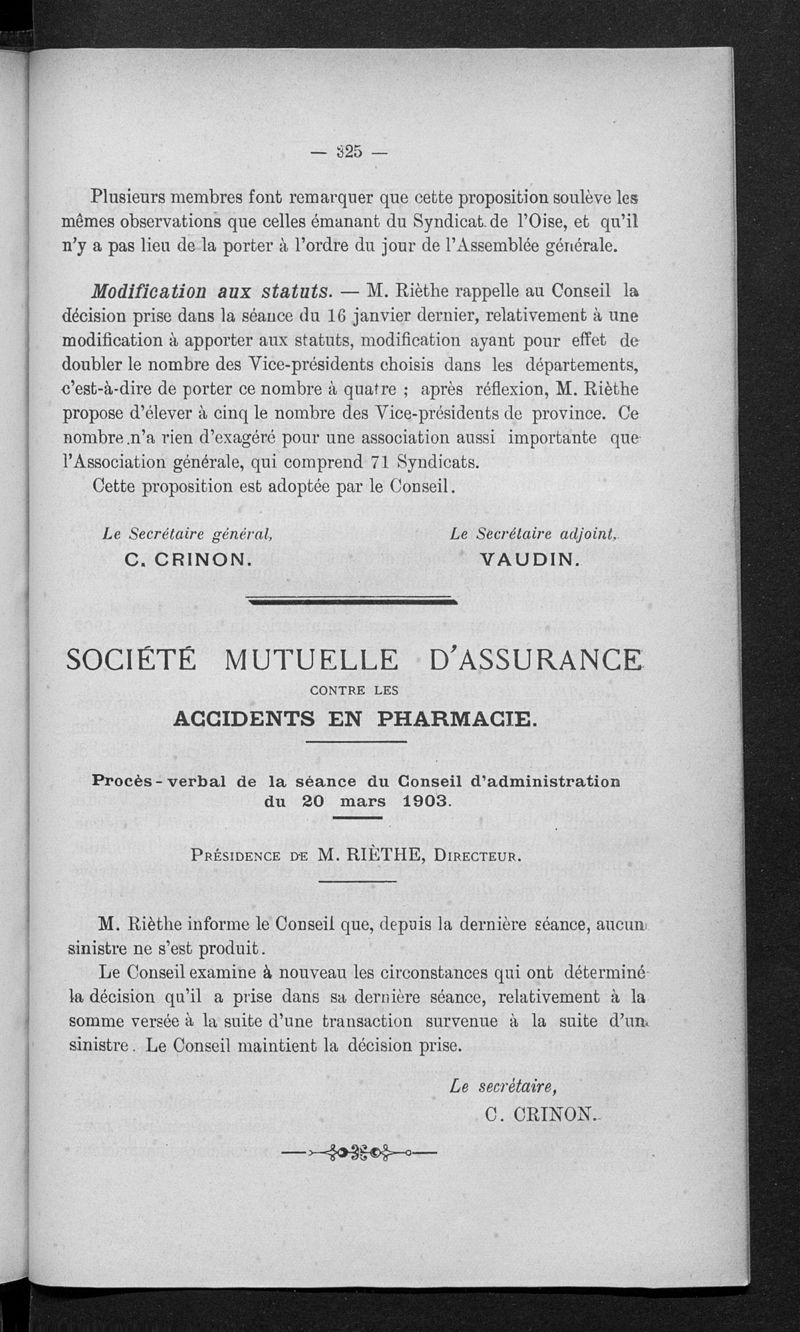 — 325 —
Plusieurs membres font remarquer que cette proposition soulève les
mêmes observations que celles émanant du Syndicat de l'Oise, et qu'il
n'y a pas lieu de la porter à l'ordre du jour de l'Assemblée générale.
Modification aux statuts. — M. Rièthe rappelle au Conseil la
décision prise dans la séance du 16 janvier dernier, relativement à une
modification à apporter aux statuts, modification ayant pour effet de
doubler le nombre des Vice-présidents choisis dans les départements,
c'est-à-dire de porter ce nombre à quatre ; après réflexion, M. Rièthe
propose d'élever à cinq le nombre des Vice-présidents de province. Ce
nombre n'a rien d'exagéré pour une association aussi importante que
l'Association générale, qui comprend 71 Syndicats.
Cette proposition est adoptée par le Conseil.
Le Secrétaire général, Le Secrétaire adjoint,
C. CRINON. VAUDIN.
SOCIÉTÉ MUTUELLE D'ASSURANCE
CONTRE LES
ACCIDENTS EN PHARMACIE.
Procès-verbal de la séance du Conseil d'administration
du 20 mars 1903.
PRÉSIDENCE DE M. RIÈTHE, DIRECTEUR.
M. Rièthe informe le Conseil que, depuis la dernière séance, aucun
sinistre ne s'est produit.
Le Conseil examine à nouveau les circonstances qui ont déterminé
la décision qu'il a prise dans sa dernière séance, relativement à la
somme versée à la suite d'une transaction survenue à la suite d'un
sinistre. Le Conseil maintient la décision prise.
Le secrétaire,
C. CRINON.